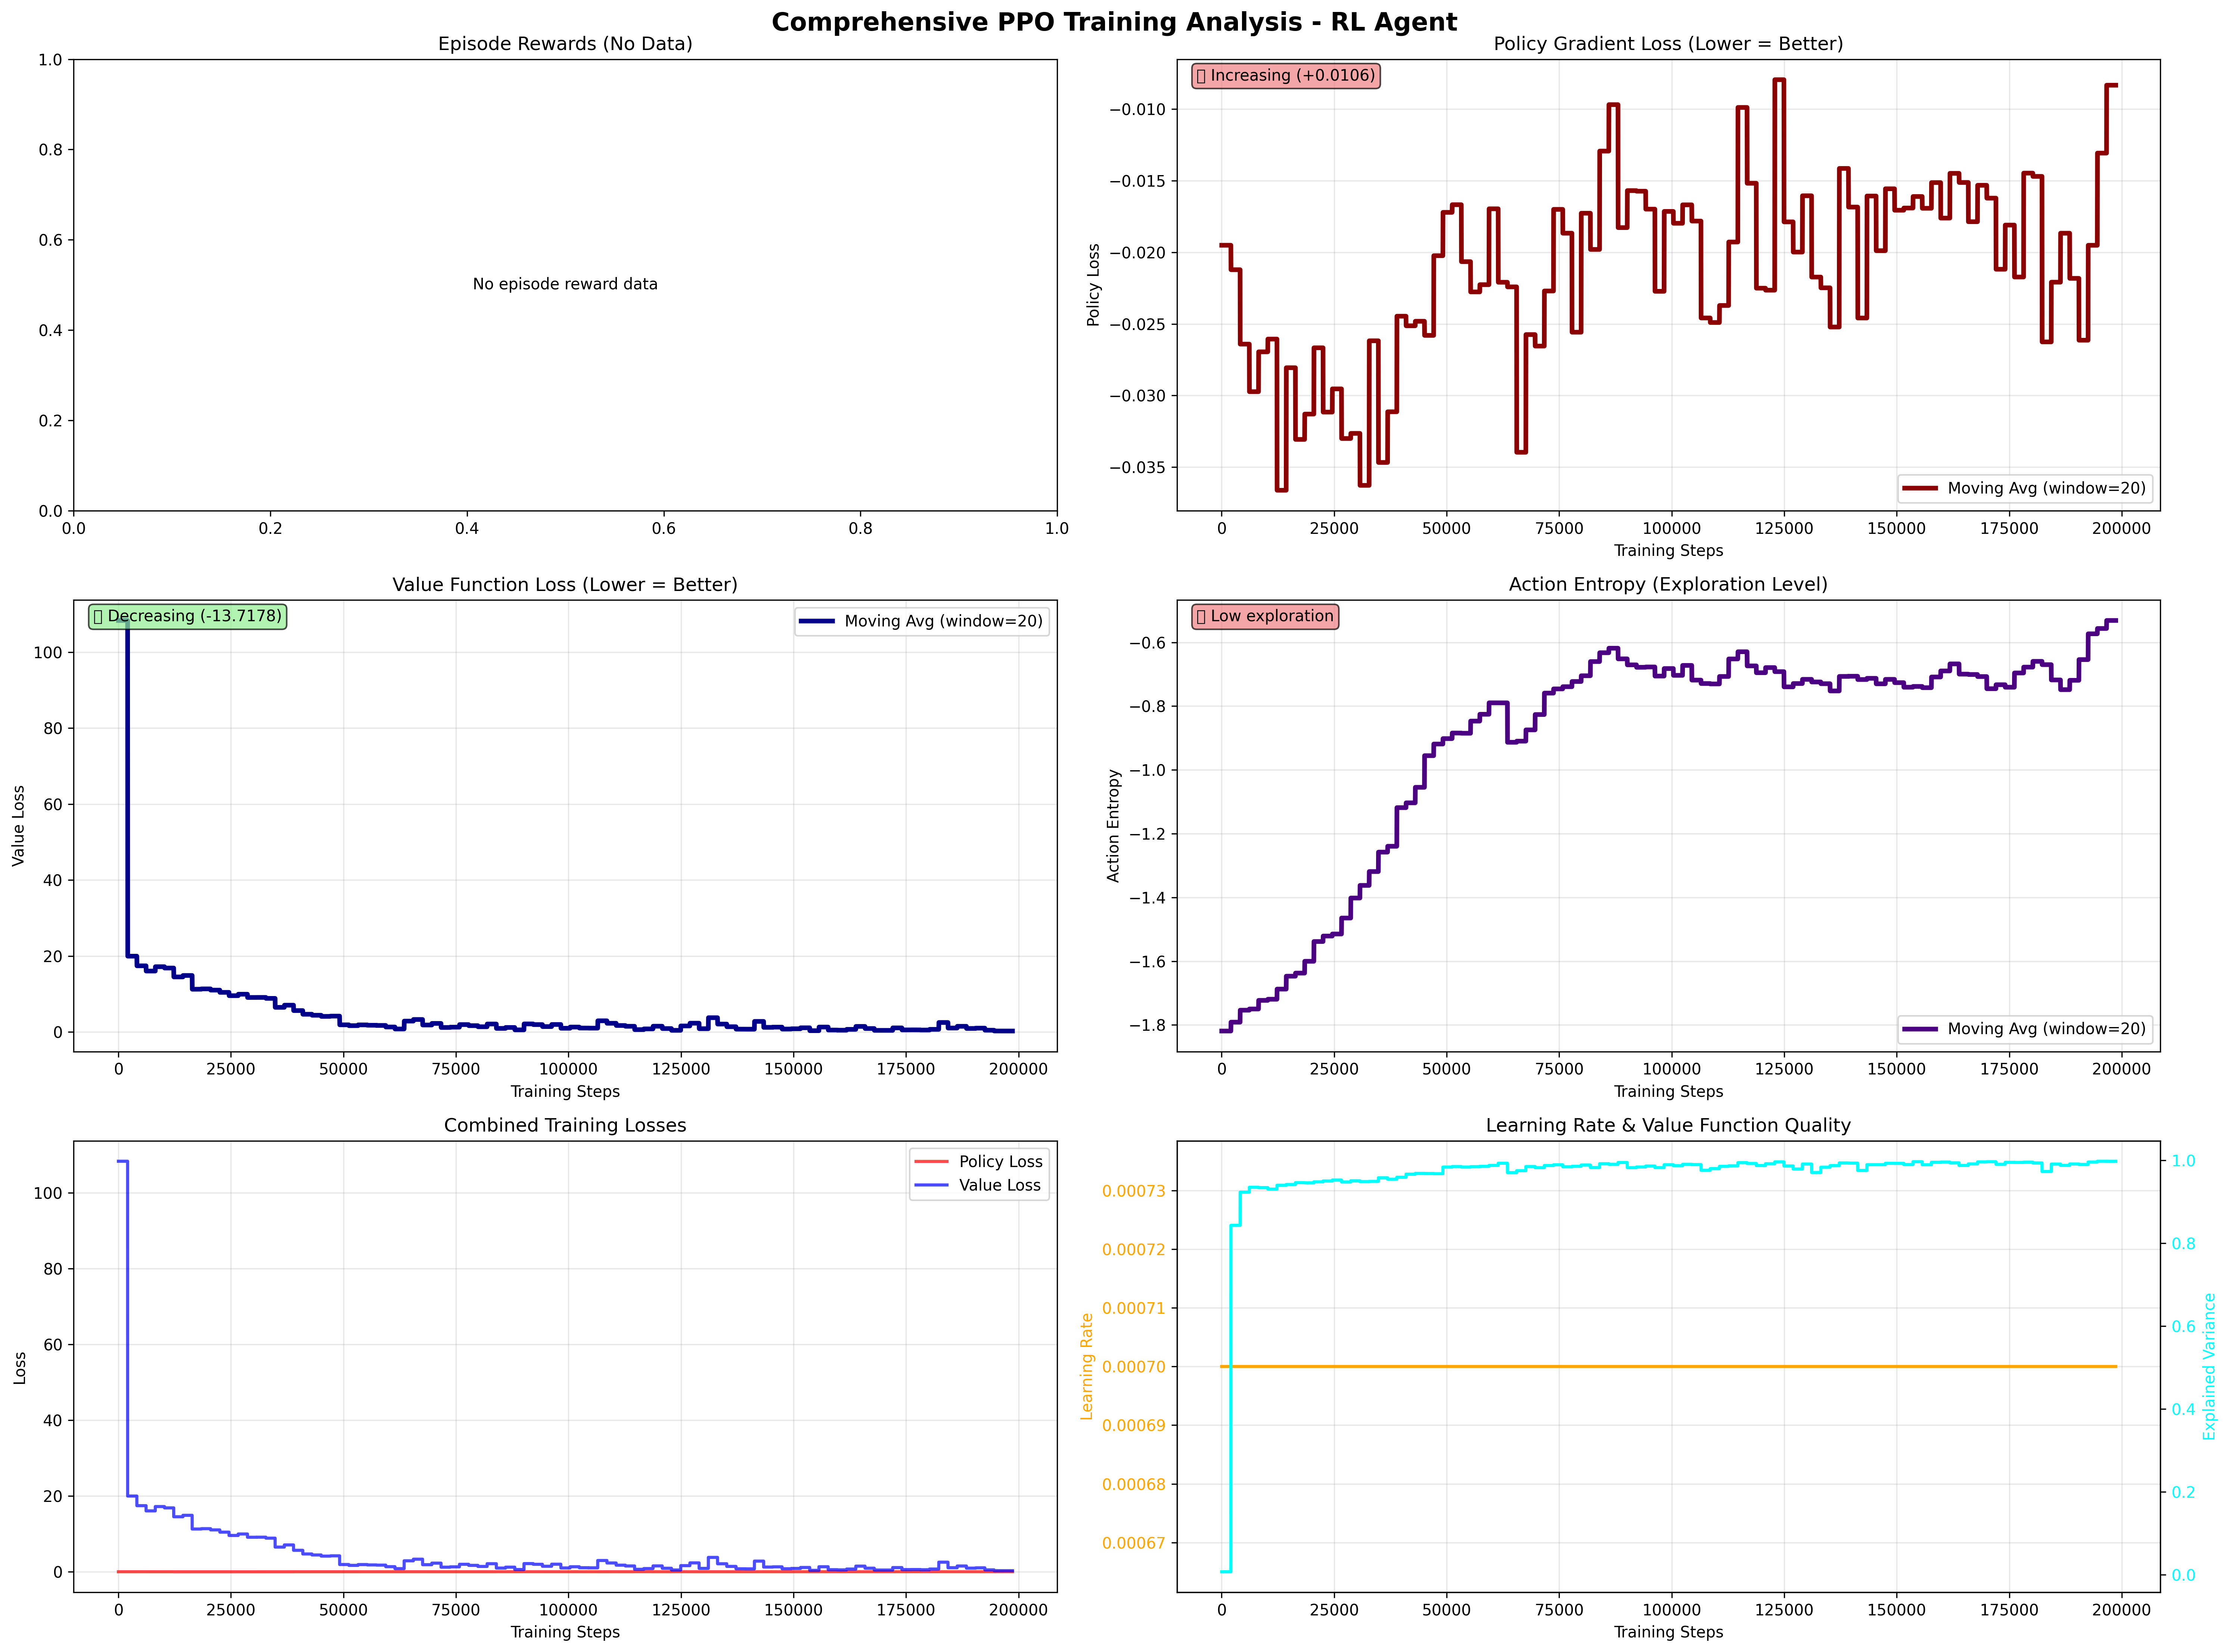 Comprehensive PPO Training Analysis - RL Agent
Episode Rewards (No Data)
1.0
0.8
0.6
0.4
0.2
0.0
No episode reward data
0.0 0.2 0.4 0.6 0.8 1.0
Policy Gradient Loss (Lower = Better)
Increasing (+0.0106)
Policy Loss
−0.010
−0.015
−0.020
−0.025
−0.030
−0.035
Moving Avg (window=20)
0 25000 50000 75000 100000 125000 150000 175000 200000
Training Steps
Value Function Loss (Lower = Better)
Decreasing (-13.7178)
Moving Avg (window=20)
Value Loss
100
80
60
40
20
0
0 25000 50000 75000 100000 125000 150000 175000 200000
Training Steps
Action Entropy (Exploration Level)
Low exploration
Action Entropy
−0.6
−0.8
−1.0
−1.2
−1.4
−1.6
−1.8
Moving Avg (window=20)
0 25000 50000 75000 100000 125000 150000 175000 200000
Training Steps
Combined Training Losses
Policy Loss
Value Loss
Loss
100
80
60
40
20
0
0 25000 50000 75000 100000 125000 150000 175000 200000
Training Steps
Learning Rate & Value Function Quality
Learning Rate
0.00073
0.00072
0.00071
0.00070
0.00069
0.00068
0.00067
1.0
0.8
0.6
0.4
0.2
0.0
Explained Variance
0 25000 50000 75000 100000 125000 150000 175000 200000
Training Steps